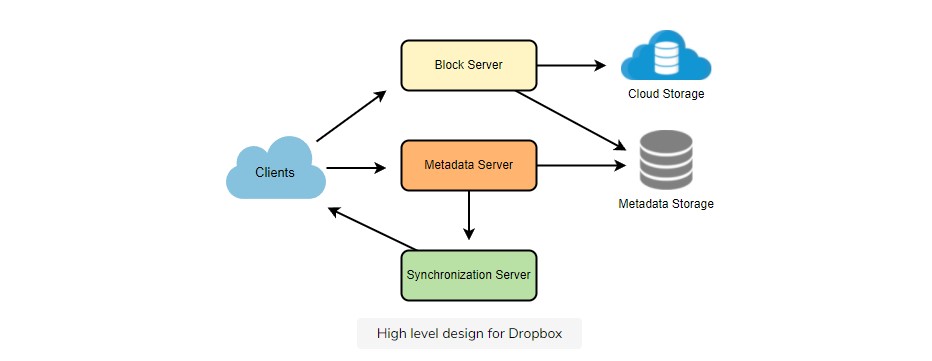 Block Server
Cloud Storage
Clients
Metadata Server
Metadata Storage
Synchronization Server
High level design for Dropbox